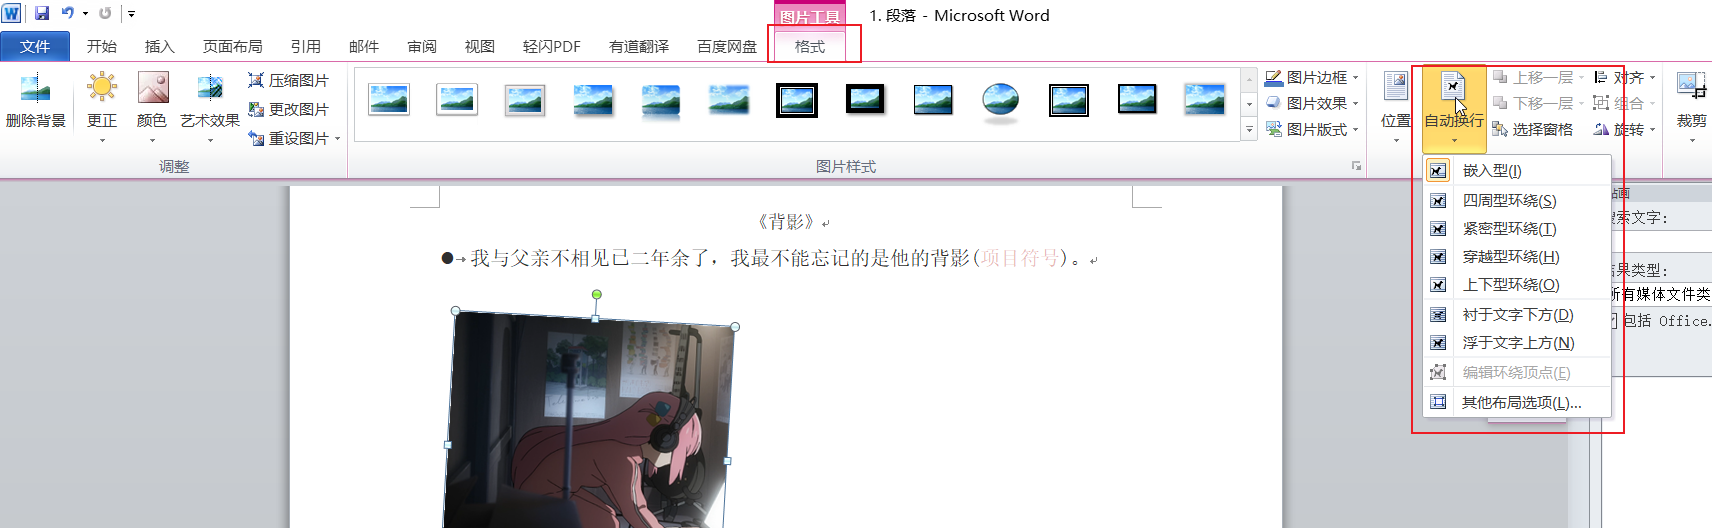 图片工具
1. 段落 - Microsoft Word
文件 开始 插入 页面布局 引用 邮件 审阅 视图 轻闪PDF 有道翻译 百度网盘 格式
删除背景 更正 颜色 艺术效果
压缩图片
更改图片
重设图片
调整
图片样式
图片边框
图片效果
图片版式
位置 自动换行
上移一层 对齐
下移一层 组合
选择窗格 旋转
裁剪
嵌入型(I)
四周型环绕(S)
紧密型环绕(T)
穿越型环绕(H)
上下型环绕(O)
衬于文字下方(D)
浮于文字上方(N)
编辑环绕顶点(E)
其他布局选项(L)...
《背影》
我与父亲不相见已二年余了，我最不能忘记的是他的背影(项目符号)。
搜索文字:
结果类型:
所有媒体文件类
包括 Office.